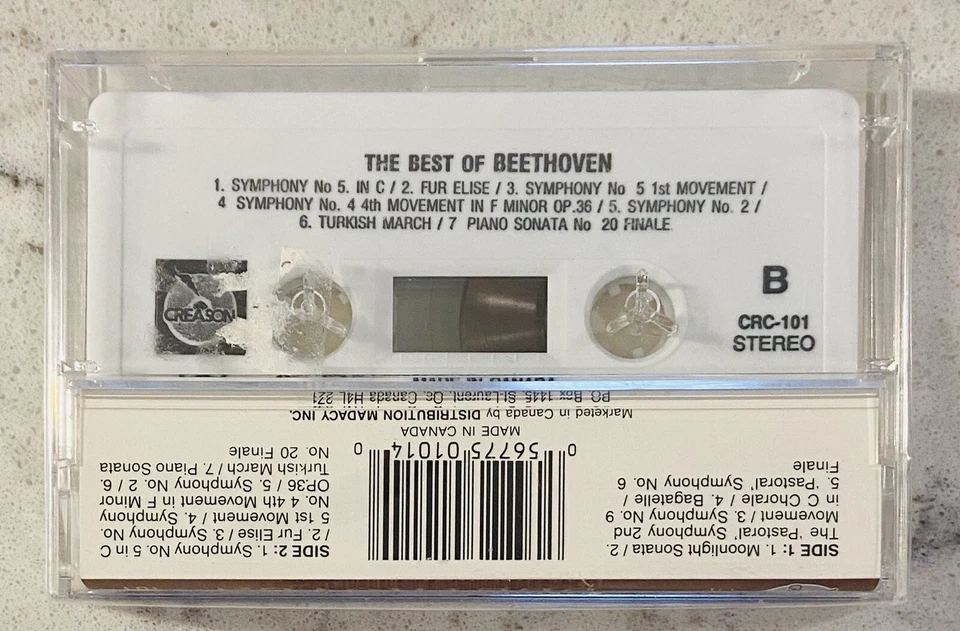 THE BEST OF BEETHOVEN
1. SYMPHONY No 5. IN C / 2. FUR ELISE / 3. SYMPHONY No 5 1st MOVEMENT /
4 SYMPHONY No. 4 4th MOVEMENT IN F MINOR OP.36 / 5. SYMPHONY No. 2 /
6. TURKISH MARCH / 7 PIANO SONATA No 20 FINALE
CREASON
B
CRC-101
STEREO
SIDE 1: 1. Moonlight Sonata / 2.
The 'Pastoral' Symphony 2nd
Movement / 3. Symphony No. 9
in C Chorale / 4. Bagatelle /
5. 'Pastoral' Symphony No. 6
Finale
0 56775 01014 0
MADE IN CANADA
Marketed in Canada by DISTRIBUTION MADACY INC.
PO. Box 1445, St.Laurent, Qc. Canada H4L 2Z1
SIDE 2: 1. Symphony No. 5 in C
/ 2. Fur Elise / 3. Symphony No.
5 1st Movement / 4. Symphony
No. 4 4th Movement in F Minor
OP.36 / 5. Symphony No. 2 / 6.
Turkish March / 7. Piano Sonata
No. 20 Finale